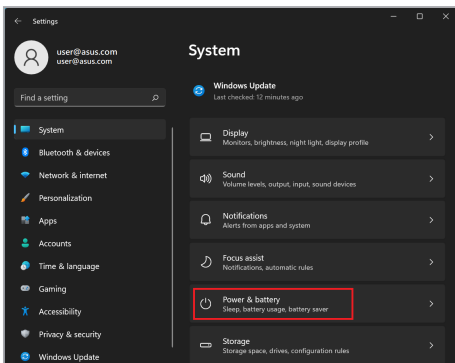 Settings
user@asus.com
user@asus.com
Find a setting
System
Bluetooth & devices
Network & internet
Personalization
Apps
Accounts
Time & language
Gaming
Accessibility
Privacy & security
Windows Update
System
Windows Update
Last checked: 12 minutes ago
Display
Monitors, brightness, night light, display profile
Sound
Volume levels, output, input, sound devices
Notifications
Alerts from apps and system
Focus assist
Notifications, automatic rules
Power & battery
Sleep, battery usage, battery saver
Storage
Storage space, drives, configuration rules